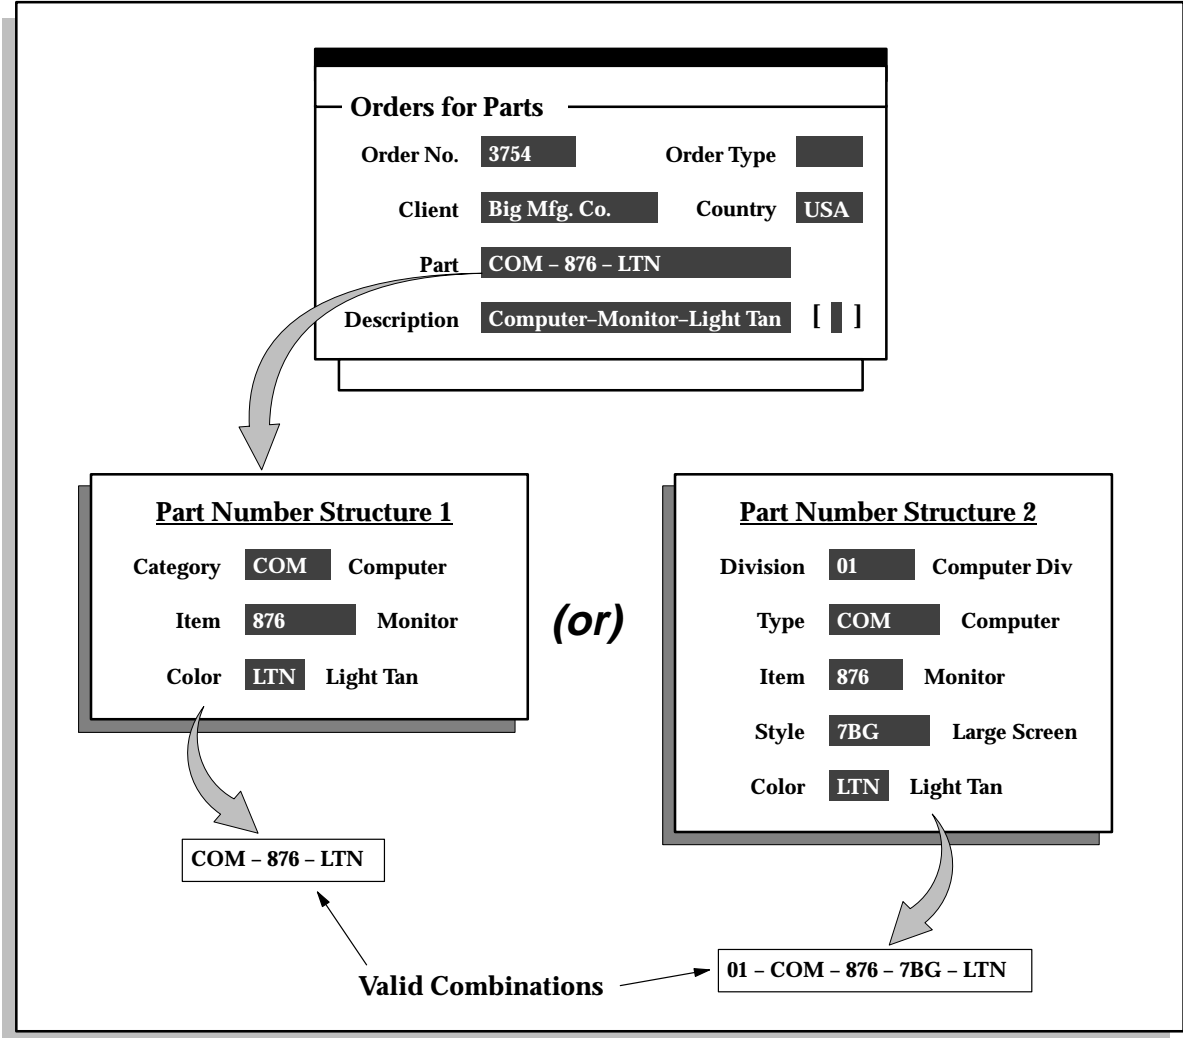 Orders for Parts
Order No. 3754 Order Type
Client Big Mfg. Co. Country USA
Part COM – 876 – LTN
Description Computer–Monitor–Light Tan [ ]
Part Number Structure 1
Category COM Computer
Item 876 Monitor
Color LTN Light Tan
(or)
Part Number Structure 2
Division 01 Computer Div
Type COM Computer
Item 876 Monitor
Style 7BG Large Screen
Color LTN Light Tan
COM – 876 – LTN
01 – COM – 876 – 7BG – LTN
Valid Combinations